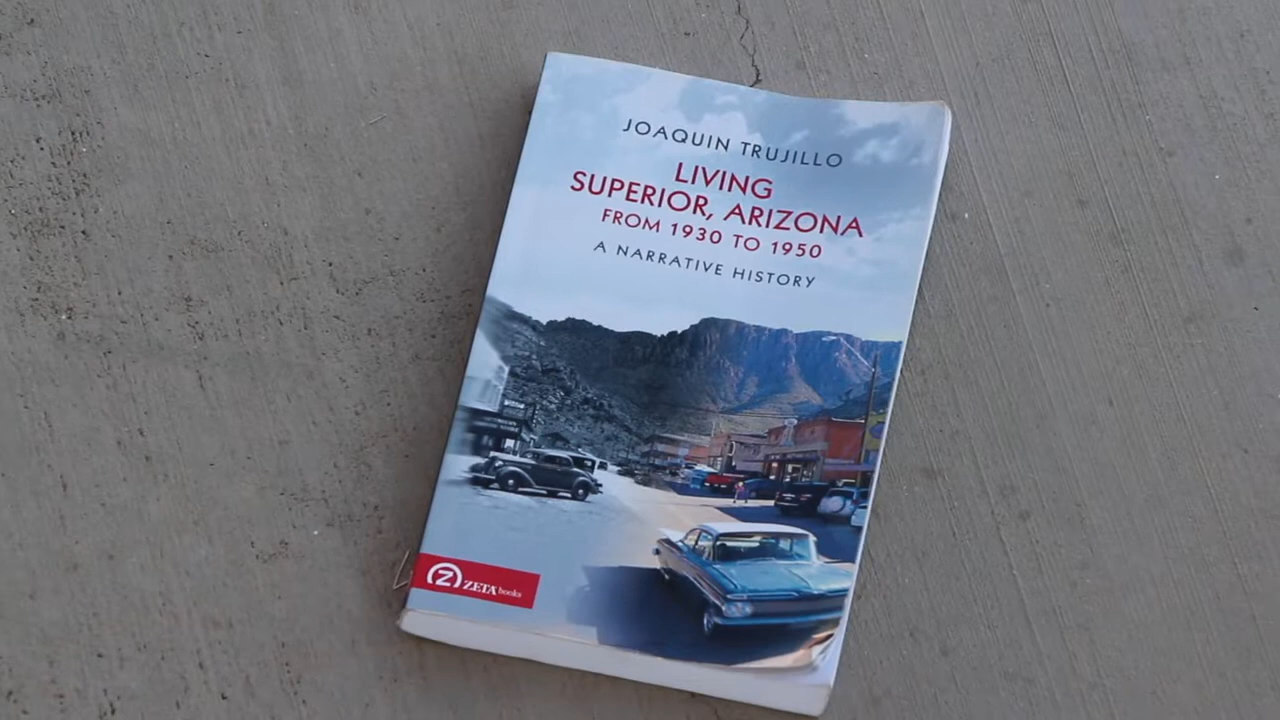 JOAQUIN TRUJILLO
LIVING
SUPERIOR, ARIZONA
FROM 1930 TO 1950
A NARRATIVE HISTORY
Z ZETA books